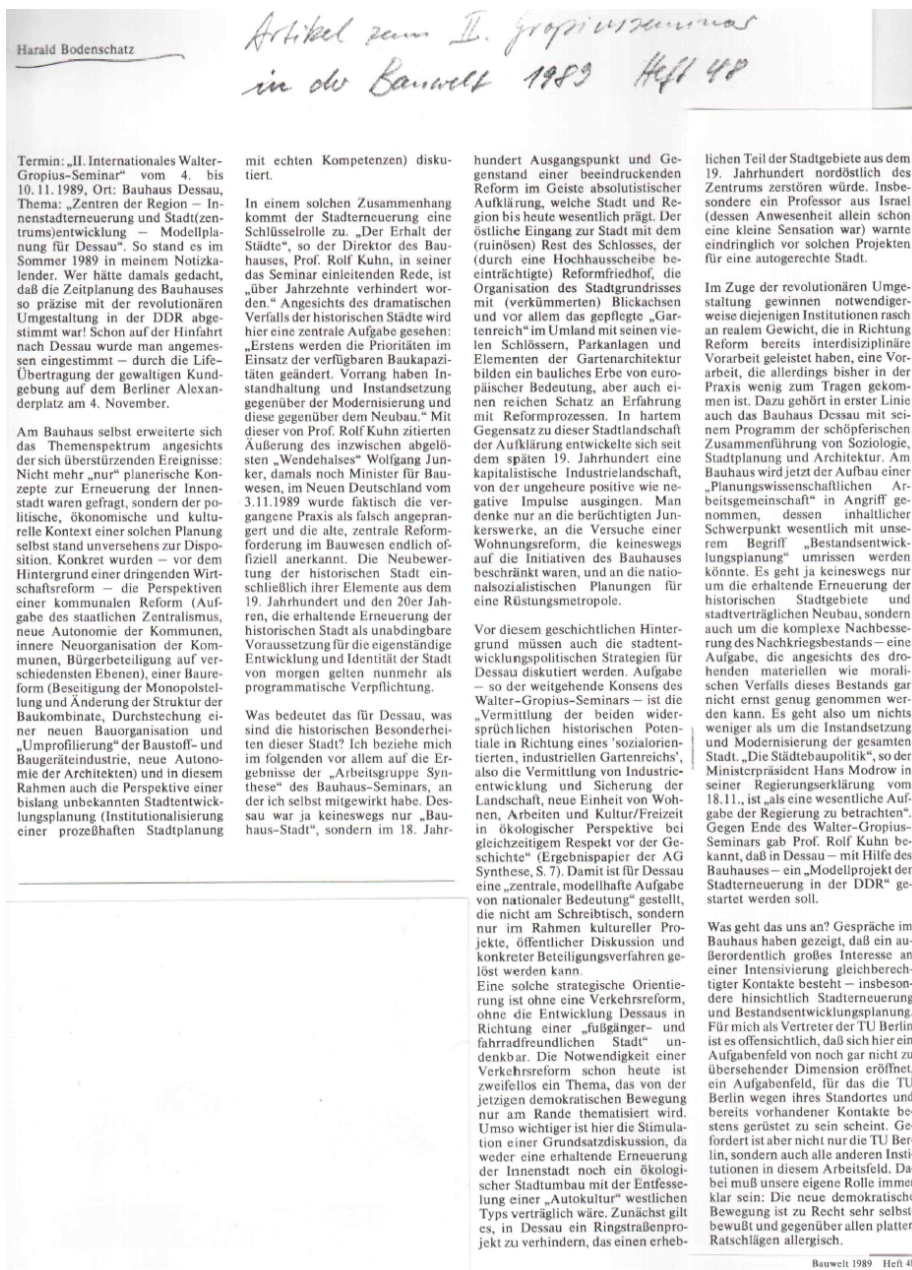 Harald Bodenschatz
Artikel zum II. Gropiusseminar
in der Bauwelt 1989 Heft 48
Termin: „II. Internationales Walter-
Gropius-Seminar“ vom 4. bis
10.11.1989, Ort: Bauhaus Dessau,
Thema: „Zentren der Region — In-
nenstadterneuerung und Stadt(zen-
trums)entwicklung — Modellpla-
nung für Dessau“. So stand es im
Sommer 1989 in meinem Notizka-
lender. Wer hätte damals gedacht,
daß die Zeitplanung des Bauhauses
so präzise mit der revolutionären
Umgestaltung in der DDR abge-
stimmt war! Schon auf der Hinfahrt
nach Dessau wurde man angemes-
sen eingestimmt — durch die Life-
Übertragung der gewaltigen Kund-
gebung auf dem Berliner Alexan-
derplatz am 4. November.
Am Bauhaus selbst erweiterte sich
das Themenspektrum angesichts
der sich überstürzenden Ereignisse:
Nicht mehr „nur“ planerische Kon-
zepte zur Erneuerung der Innen-
stadt waren gefragt, sondern der po-
litische, ökonomische und kultu-
relle Kontext einer solchen Planung
selbst stand unversehens zur Dispo-
sition. Konkret wurden — vor dem
Hintergrund einer dringenden Wirt-
schaftsreform — die Perspektiven
einer kommunalen Reform (Auf-
gabe des staatlichen Zentralismus,
neue Autonomie der Kommunen,
innere Neuorganisation der Kom-
munen, Bürgerbeteiligung auf ver-
schiedensten Ebenen), einer Baure-
form (Beseitigung der Monopolstel-
lung und Änderung der Struktur der
Baukombinate, Durchstechung ei-
ner neuen Bauorganisation und
„Umprofilierung“ der Baustoff- und
Baugeräteindustrie, neue Autono-
mie der Architekten) und in diesem
Rahmen auch die Perspektive einer
bislang unbekannten Stadtentwick-
lungsplanung (Institutionalisierung
einer prozeßhaften Stadtplanung
mit echten Kompetenzen) disku-
tiert.
In einem solchen Zusammenhang
kommt der Stadterneuerung eine
Schlüsselrolle zu. „Der Erhalt der
Städte“, so der Direktor des Bau-
hauses, Prof. Rolf Kuhn, in seiner
das Seminar einleitenden Rede, ist
„über Jahrzehnte verhindert wor-
den.“ Angesichts des dramatischen
Verfalls der historischen Städte wird
hier eine zentrale Aufgabe gesehen:
„Erstens werden die Prioritäten im
Einsatz der verfügbaren Baukapazi-
täten geändert. Vorrang haben In-
standhaltung und Instandsetzung
gegenüber der Modernisierung und
diese gegenüber dem Neubau.“ Mit
dieser von Prof. Rolf Kuhn zitierten
Äußerung des inzwischen abgelö-
sten „Wendehalses“ Wolfgang Jun-
ker, damals noch Minister für Bau-
wesen, im Neuen Deutschland vom
3.11.1989 wurde faktisch die ver-
gangene Praxis als falsch angepran-
gert und die alte, zentrale Reform-
forderung im Bauwesen endlich of-
fiziell anerkannt. Die Neubewer-
tung der historischen Stadt ein-
schließlich ihrer Elemente aus dem
19. Jahrhundert und den 20er Jah-
ren, die erhaltende Erneuerung der
historischen Stadt als unabdingbare
Voraussetzung für die eigenständige
Entwicklung und Identität der Stadt
von morgen gelten nunmehr als
programmatische Verpflichtung.
Was bedeutet das für Dessau, was
sind die historischen Besonderhei-
ten dieser Stadt? Ich beziehe mich
im folgenden vor allem auf die Er-
gebnisse der „Arbeitsgruppe Syn-
these“ des Bauhaus-Seminars, an
der ich selbst mitgewirkt habe. Des-
sau war ja keineswegs nur „Bau-
haus-Stadt“, sondern im 18. Jahr-
hundert Ausgangspunkt und Ge-
genstand einer beeindruckenden
Reform im Geiste absolutistischer
Aufklärung, welche Stadt und Re-
gion bis heute wesentlich prägt. Der
östliche Eingang zur Stadt mit dem
(ruinösen) Rest des Schlosses, der
(durch eine Hochhausscheibe be-
einträchtigte) Reformfriedhof, die
Organisation des Stadtgrundrisses
mit (verkümmerten) Blickachsen
und vor allem das gepflegte „Gar-
tenreich“ im Umland mit seinen vie-
len Schlössern, Parkanlagen und
Elementen der Gartenarchitektur
bilden ein bauliches Erbe von euro-
päischer Bedeutung, aber auch ei-
nen reichen Schatz an Erfahrung
mit Reformprozessen. In hartem
Gegensatz zu dieser Stadtlandschaft
der Aufklärung entwickelte sich seit
dem späten 19. Jahrhundert eine
kapitalistische Industrielandschaft,
von der ungeheure positive wie ne-
gative Impulse ausgingen. Man
denke nur an die berüchtigten Jun-
kerswerke, an die Versuche einer
Wohnungsreform, die keineswegs
auf die Initiativen des Bauhauses
beschränkt waren, und an die natio-
nalsozialistischen Planungen für
eine Rüstungsmetropole.
Vor diesem geschichtlichen Hinter-
grund müssen auch die stadtent-
wicklungspolitischen Strategien für
Dessau diskutiert werden. Aufgabe
— so der weitgehende Konsens des
Walter-Gropius-Seminars — ist die
„Vermittlung der beiden wider-
sprüchlichen historischen Poten-
tiale in Richtung eines 'sozialorien-
tierten, industriellen Gartenreichs',
also die Vermittlung von Industrie-
entwicklung und Sicherung der
Landschaft, neue Einheit von Woh-
nen, Arbeiten und Kultur/Freizeit
in ökologischer Perspektive bei
gleichzeitigem Respekt vor der Ge-
schichte“ (Ergebnispapier der AG
Synthese, S. 7). Damit ist für Dessau
eine „zentrale, modellhafte Aufgabe
von nationaler Bedeutung“ gestellt,
die nicht am Schreibtisch, sondern
nur im Rahmen kultureller Pro-
jekte, öffentlicher Diskussion und
konkreter Beteiligungsverfahren ge-
löst werden kann.
Eine solche strategische Orientie-
rung ist ohne eine Verkehrsreform,
ohne die Entwicklung Dessaus in
Richtung einer „fußgänger- und
fahrradfreundlichen Stadt“ un-
denkbar. Die Notwendigkeit einer
Verkehrsreform schon heute ist
zweifellos ein Thema, das von der
jetzigen demokratischen Bewegung
nur am Rande thematisiert wird.
Umso wichtiger ist hier die Stimula-
tion einer Grundsatzdiskussion, da
weder eine erhaltende Erneuerung
der Innenstadt noch ein ökologi-
scher Stadtumbau mit der Entfesse-
lung einer „Autokultur“ westlichen
Typs verträglich wäre. Zunächst gilt
es, in Dessau ein Ringstraßenpro-
jekt zu verhindern, das einen erheb-
lichen Teil der Stadtgebiete aus dem
19. Jahrhundert nordöstlich des
Zentrums zerstören würde. Insbe-
sondere ein Professor aus Israel
(dessen Anwesenheit allein schon
eine kleine Sensation war) warnte
eindringlich vor solchen Projekten
für eine autogerechte Stadt.
Im Zuge der revolutionären Umge-
staltung gewinnen notwendiger-
weise diejenigen Institutionen rasch
an realem Gewicht, die in Richtung
Reform bereits interdisziplinäre
Vorarbeit geleistet haben, eine Vor-
arbeit, die allerdings bisher in der
Praxis wenig zum Tragen gekom-
men ist. Dazu gehört in erster Linie
auch das Bauhaus Dessau mit sei-
nem Programm der schöpferischen
Zusammenführung von Soziologie,
Stadtplanung und Architektur. Am
Bauhaus wird jetzt der Aufbau einer
„Planungswissenschaftlichen Ar-
beitsgemeinschaft“ in Angriff ge-
nommen, dessen inhaltlicher
Schwerpunkt wesentlich mit unse-
rem Begriff „Bestandsentwick-
lungsplanung“ umrissen werden
könnte. Es geht ja keineswegs nur
um die erhaltende Erneuerung der
historischen Stadtgebiete und
stadtverträglichen Neubau, sondern
auch um die komplexe Nachbesse-
rung des Nachkriegsbestands — eine
Aufgabe, die angesichts des dro-
henden materiellen wie morali-
schen Verfalls dieses Bestands gar
nicht ernst genug genommen wer-
den kann. Es geht also um nichts
weniger als um die Instandsetzung
und Modernisierung der gesamten
Stadt. „Die Städtebaupolitik“, so der
Ministerpräsident Hans Modrow in
seiner Regierungserklärung vom
18.11., ist „als eine wesentliche Auf-
gabe der Regierung zu betrachten“.
Gegen Ende des Walter-Gropius-
Seminars gab Prof. Rolf Kuhn be-
kannt, daß in Dessau — mit Hilfe des
Bauhauses — ein „Modellprojekt der
Stadterneuerung in der DDR“ ge-
startet werden soll.
Was geht das uns an? Gespräche im
Bauhaus haben gezeigt, daß ein au-
ßerordentlich großes Interesse an
einer Intensivierung gleichberech-
tigter Kontakte besteht — insbeson-
dere hinsichtlich Stadterneuerung
und Bestandsentwicklungsplanung.
Für mich als Vertreter der TU Berlin
ist es offensichtlich, daß sich hier ein
Aufgabenfeld von noch gar nicht zu
übersehender Dimension eröffnet,
ein Aufgabenfeld, für das die TU
Berlin wegen ihres Standortes und
bereits vorhandener Kontakte be-
stens gerüstet zu sein scheint. Ge-
fordert ist aber nicht nur die TU Ber-
lin, sondern auch alle anderen Insti-
tutionen in diesem Arbeitsfeld. Da-
bei muß unsere eigene Rolle immer
klar sein: Die neue demokratische
Bewegung ist zu Recht sehr selbst-
bewußt und gegenüber allen platten
Ratschlägen allergisch.
Bauwelt 1989 Heft 48